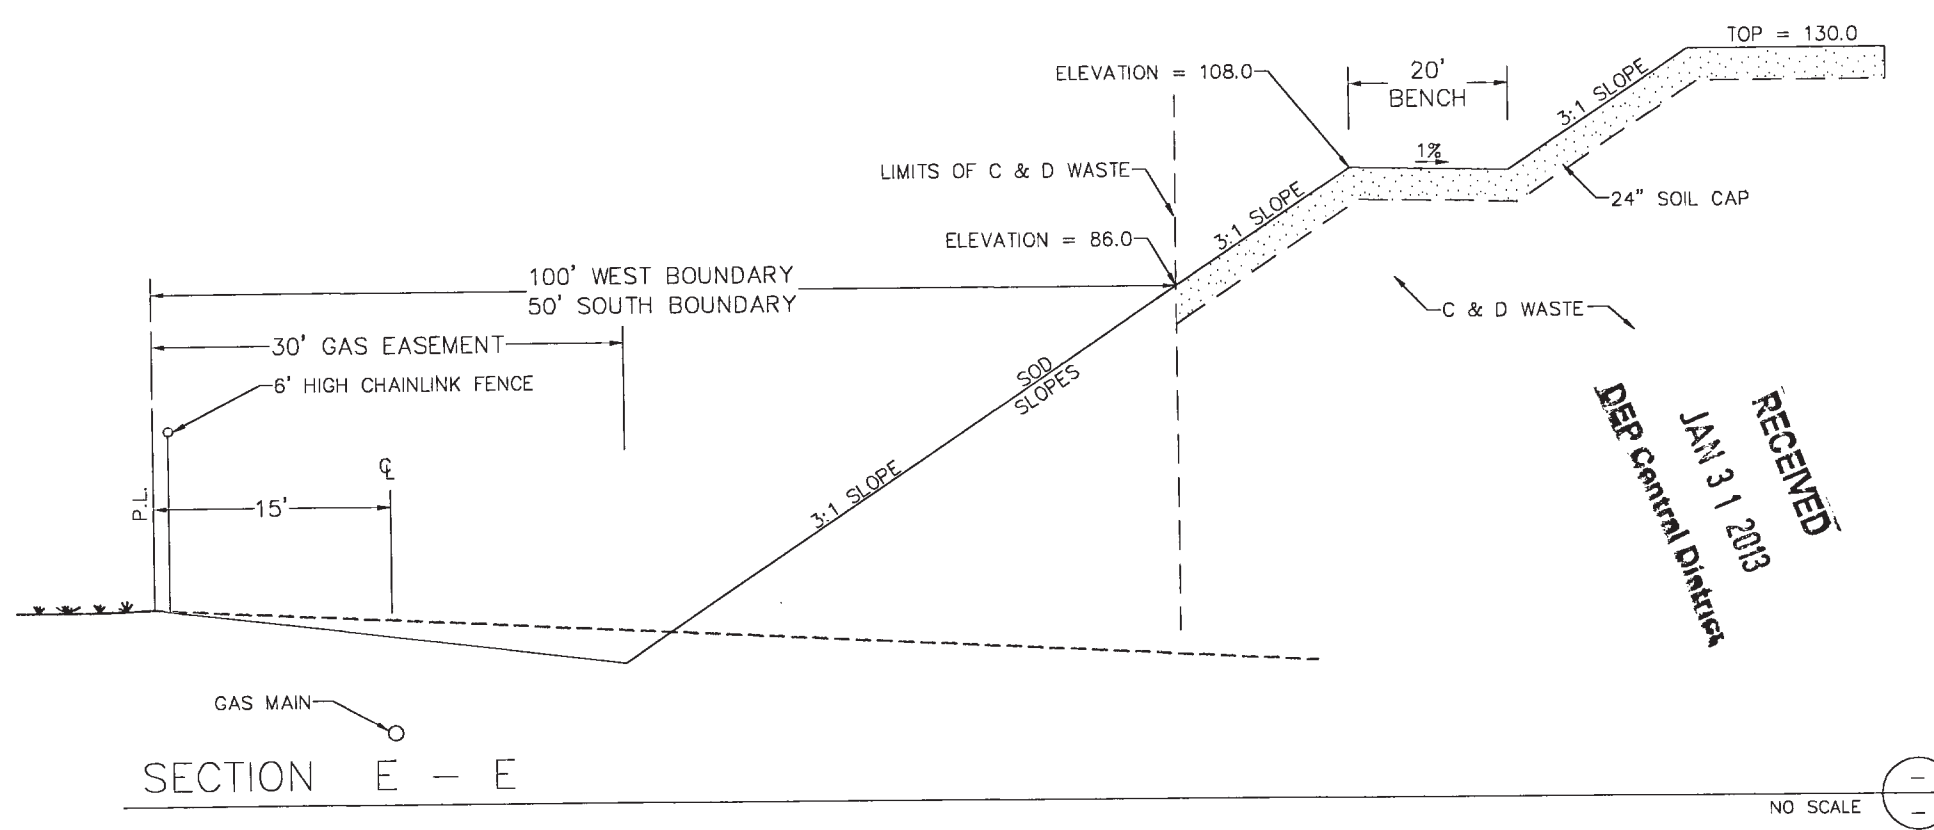 TOP = 130.0
ELEVATION = 108.0
20'
BENCH
3:1 SLOPE
1%
LIMITS OF C & D WASTE
24" SOIL CAP
3:1 SLOPE
ELEVATION = 86.0
100' WEST BOUNDARY
50' SOUTH BOUNDARY
C & D WASTE
30' GAS EASEMENT
6' HIGH CHAINLINK FENCE
SOD
SLOPES
RECEIVED
JAN 31 2013
DEP Central District
℄
3:1 SLOPE
P.L.
15'
GAS MAIN
SECTION E - E
NO SCALE
-
-